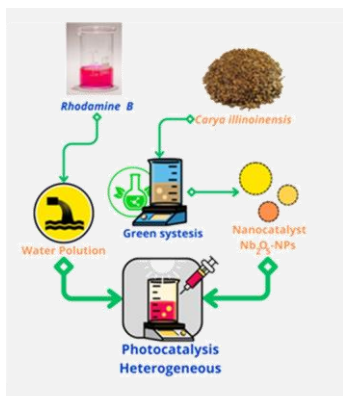 Rhodamine B
Carya illinoinensis
Green systesis
Water Polution
Nanocatalyst
Nb2O5-NPs
Photocatalysis
Heterogeneous